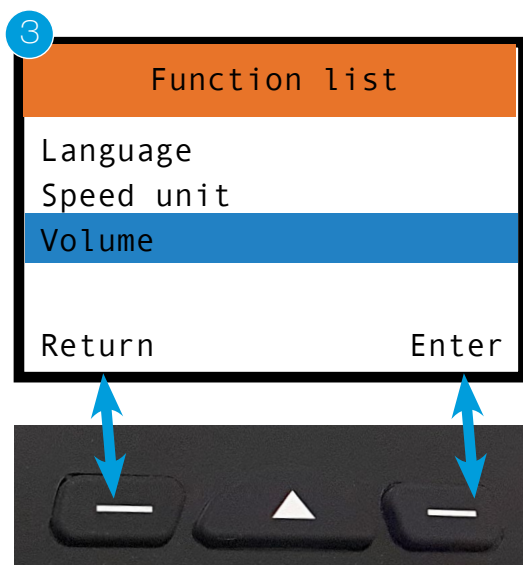 3
Function list
Language
Speed unit
Volume
Return Enter